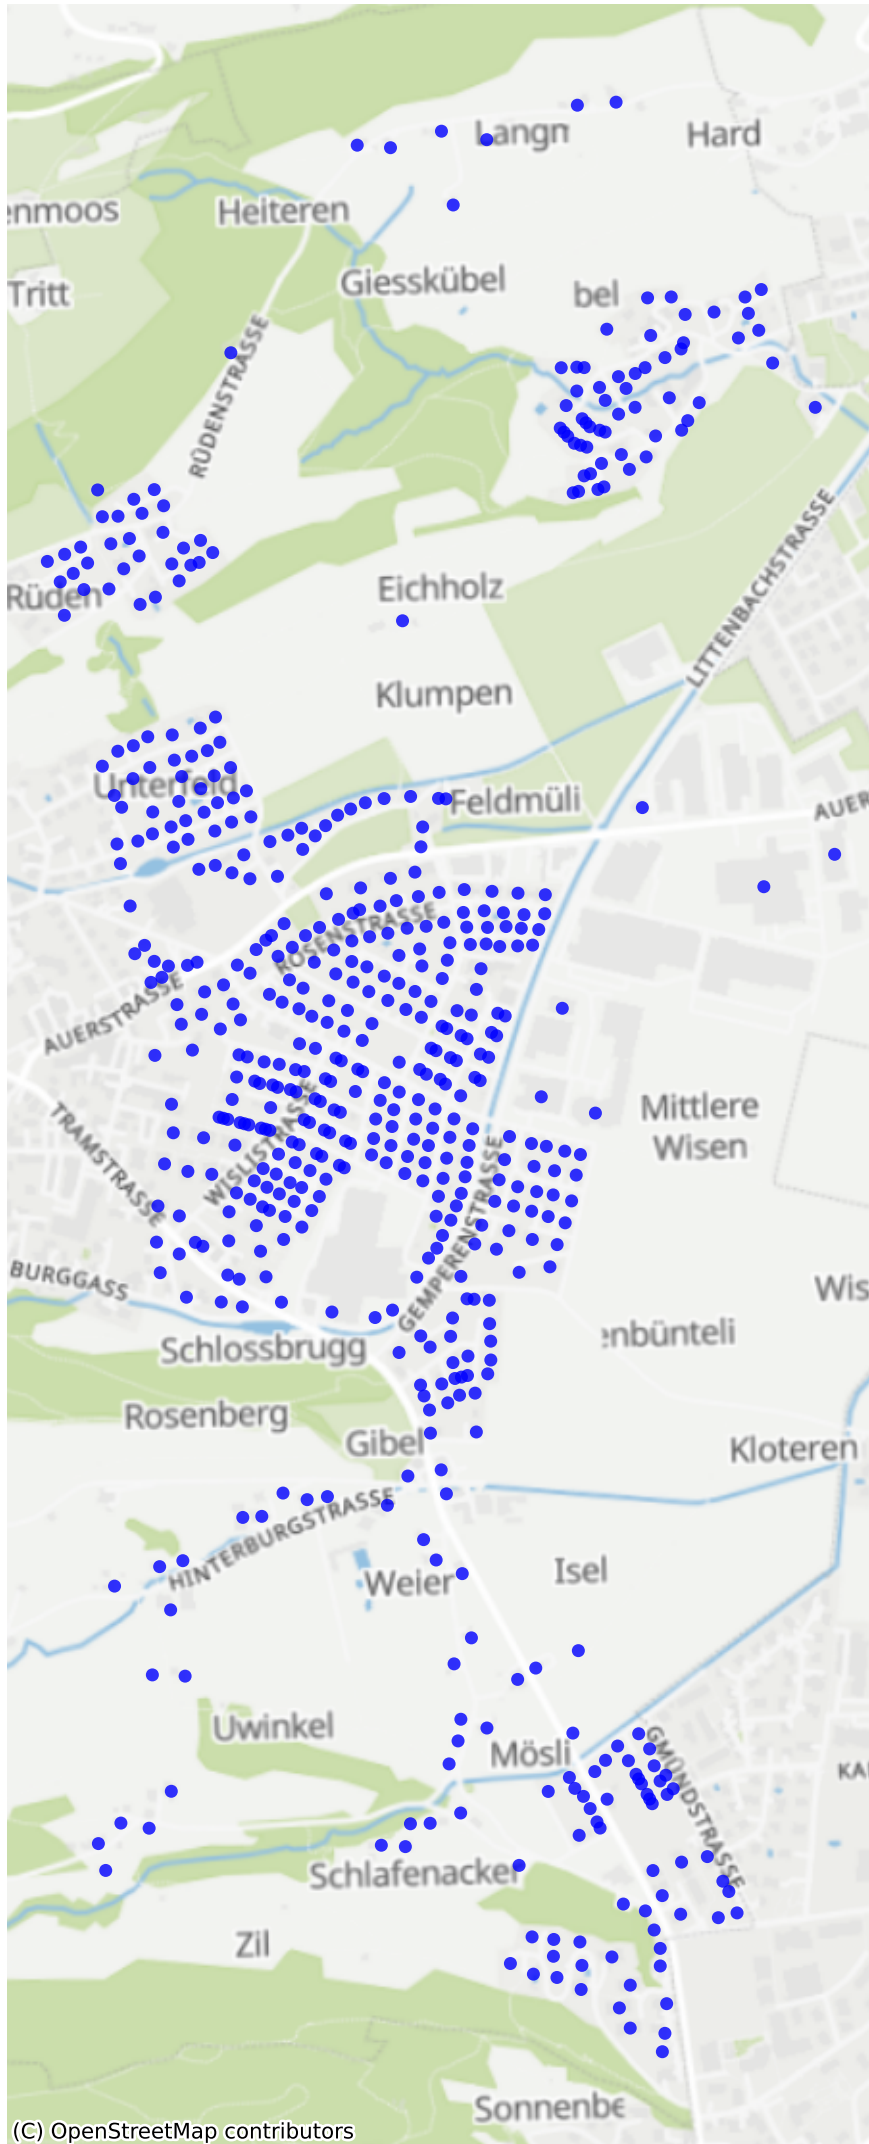 Langn
Hard
enmoos
Heiteren
Giesskübel
Tritt
bel
RÜDENSTRASSE
LITTENBACHSTRASSE
Rüden
Eichholz
Klumpen
Unterfeld
Feldmüli
AUER
ROSENSTRASSE
AUERSTRASSE
Mittlere
Wisen
TRAMSTRASSE
WISLISTRASSE
GEMPERENSTRASSE
BURGGASS
Wis
enbünteli
Schlossbrugg
Rosenberg
Gibel
Kloteren
HINTERBURGSTRASSE
Weier
Isel
Uwinkel
Mösli
GMÜNDSTRASSE
KA
Schlafenacker
Zil
Sonnenbe
(C) OpenStreetMap contributors